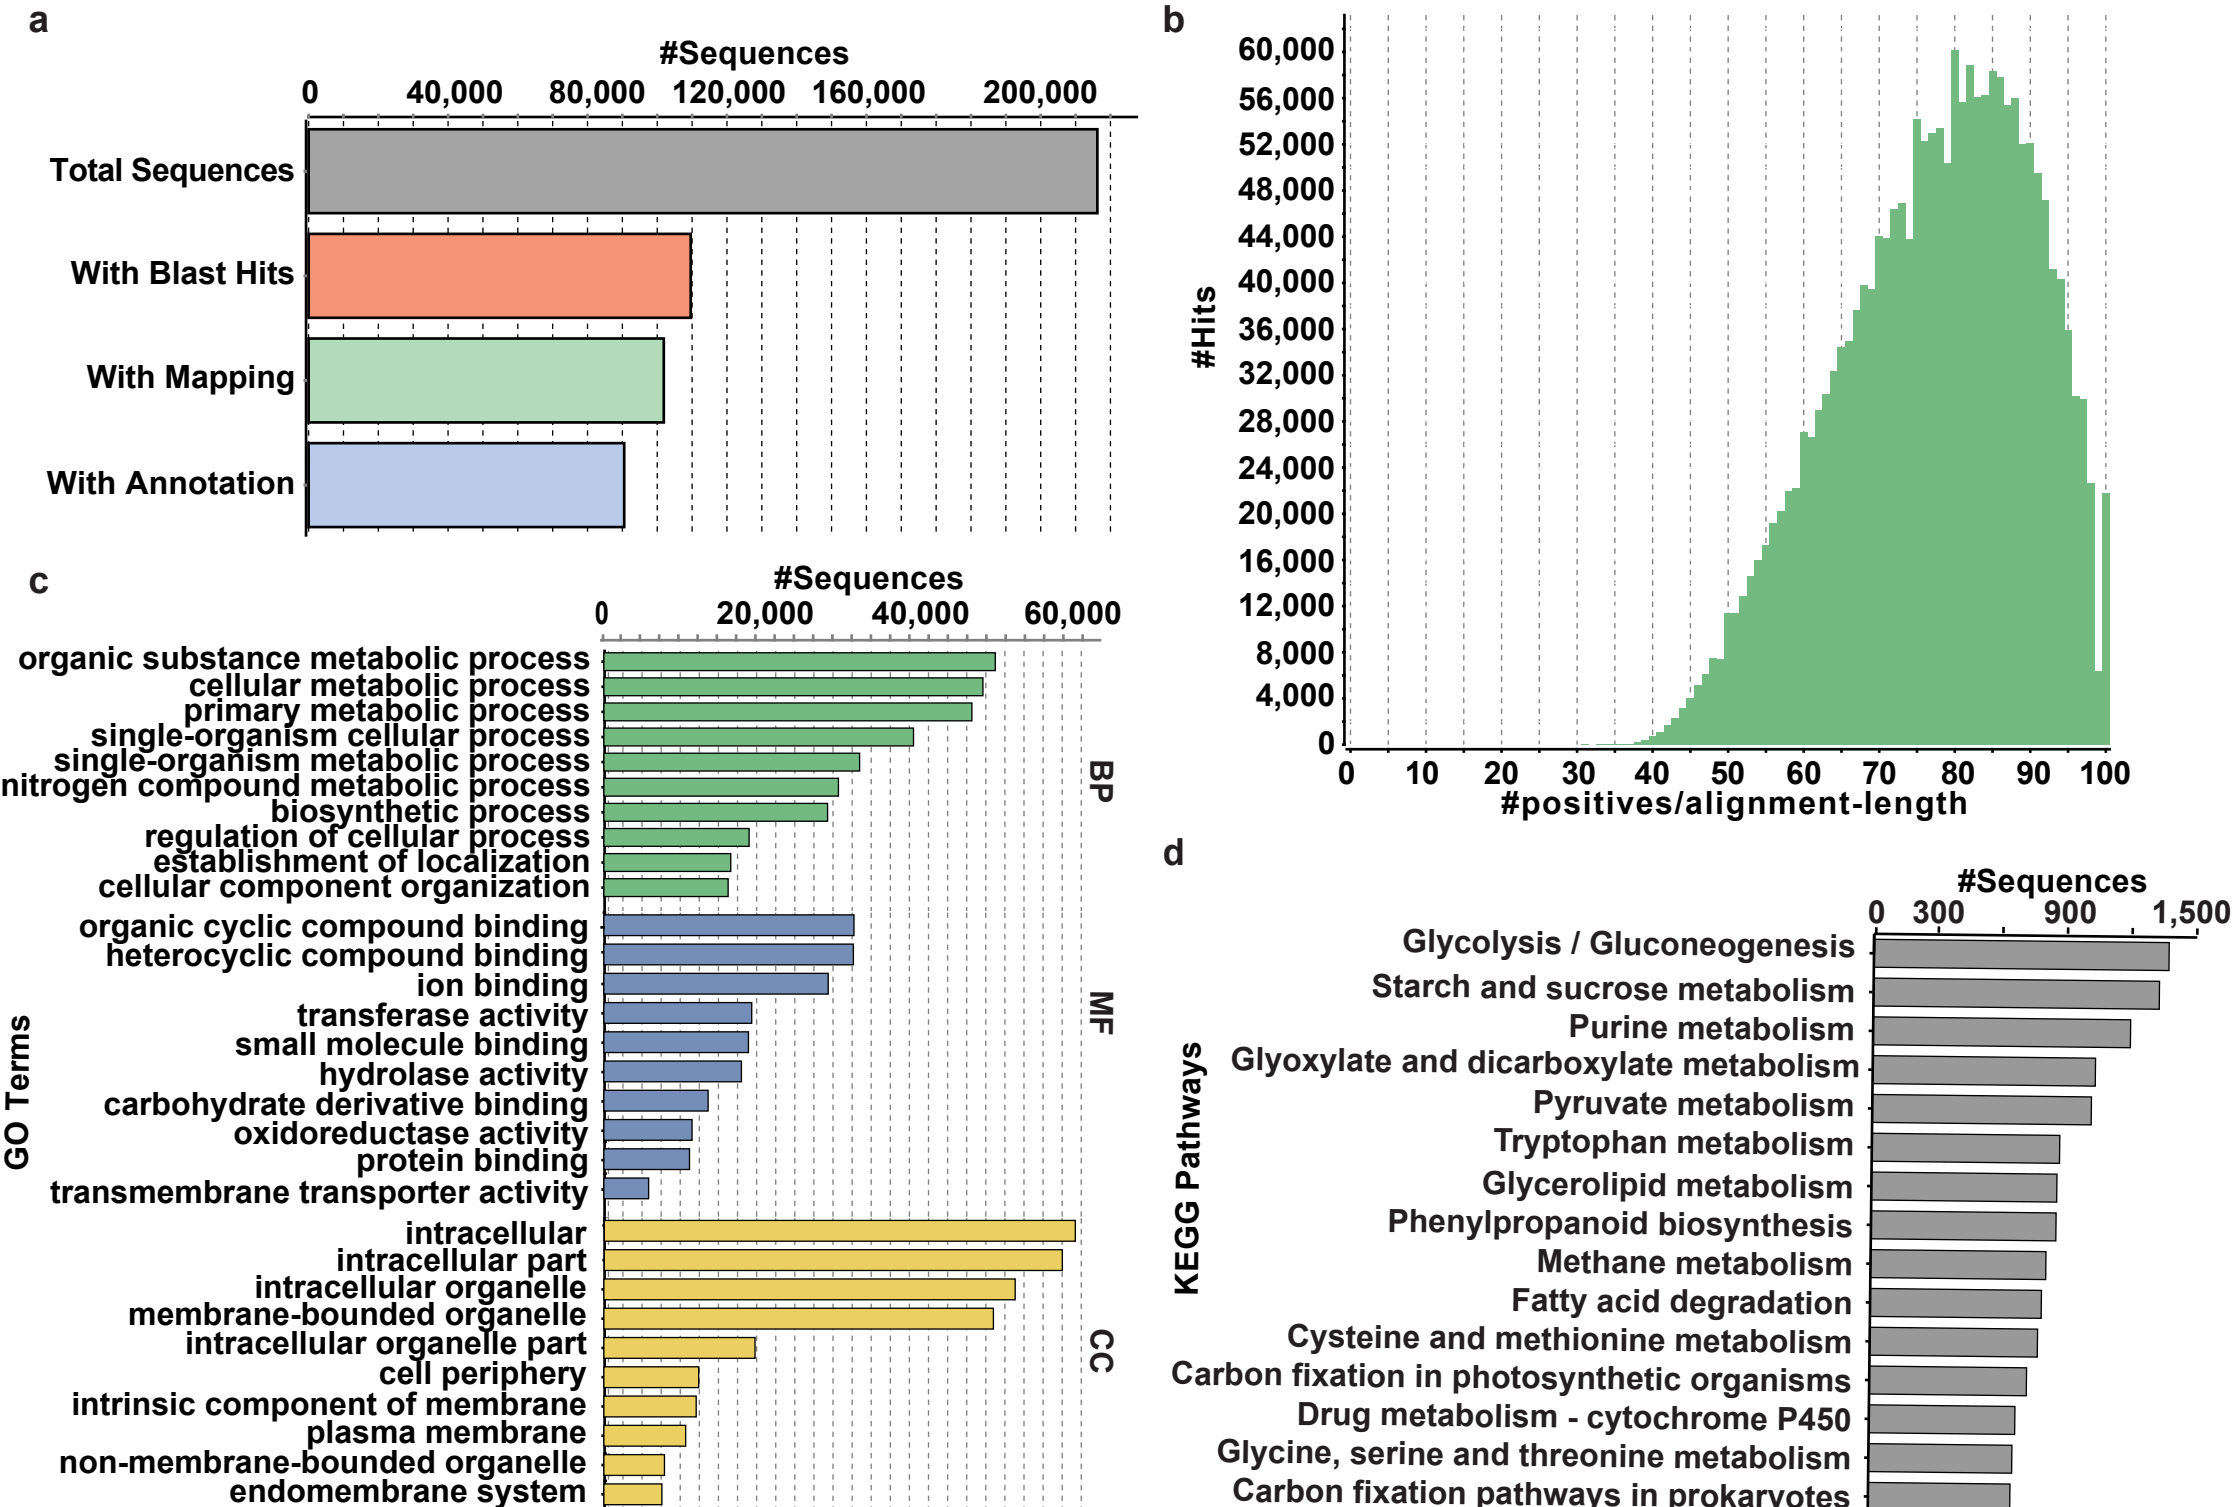 a
#Sequences
0 40,000 80,000 120,000 160,000 200,000
Total Sequences
With Blast Hits
With Mapping
With Annotation
b
#Hits
60,000
56,000
52,000
48,000
44,000
40,000
36,000
32,000
28,000
24,000
20,000
16,000
12,000
8,000
4,000
0
0 10 20 30 40 50 60 70 80 90 100
#positives/alignment-length
c
#Sequences
0 20,000 40,000 60,000
GO Terms
organic substance metabolic process
cellular metabolic process
primary metabolic process
single-organism cellular process
single-organism metabolic process
nitrogen compound metabolic process
biosynthetic process
regulation of cellular process
establishment of localization
cellular component organization
BP
organic cyclic compound binding
heterocyclic compound binding
ion binding
transferase activity
small molecule binding
hydrolase activity
carbohydrate derivative binding
oxidoreductase activity
protein binding
transmembrane transporter activity
MF
intracellular
intracellular part
intracellular organelle
membrane-bounded organelle
intracellular organelle part
cell periphery
intrinsic component of membrane
plasma membrane
non-membrane-bounded organelle
endomembrane system
CC
d
#Sequences
0 300 900 1,500
KEGG Pathways
Glycolysis / Gluconeogenesis
Starch and sucrose metabolism
Purine metabolism
Glyoxylate and dicarboxylate metabolism
Pyruvate metabolism
Tryptophan metabolism
Glycerolipid metabolism
Phenylpropanoid biosynthesis
Methane metabolism
Fatty acid degradation
Cysteine and methionine metabolism
Carbon fixation in photosynthetic organisms
Drug metabolism - cytochrome P450
Glycine, serine and threonine metabolism
Carbon fixation pathways in prokaryotes